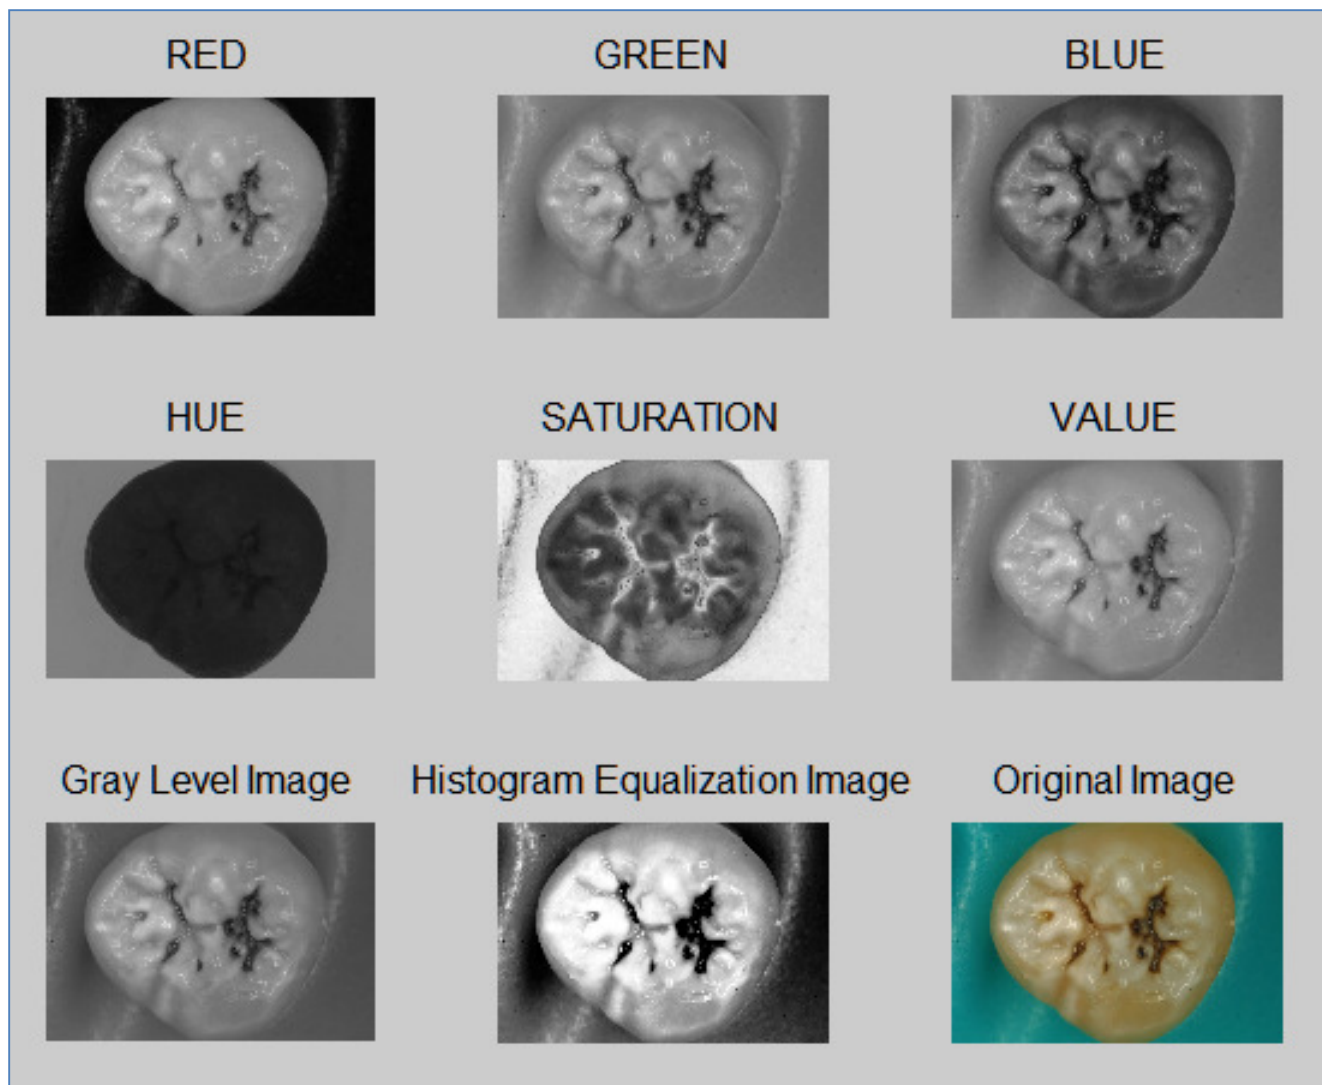 RED
GREEN
BLUE
HUE
SATURATION
VALUE
Gray Level Image
Histogram Equalization Image
Original Image